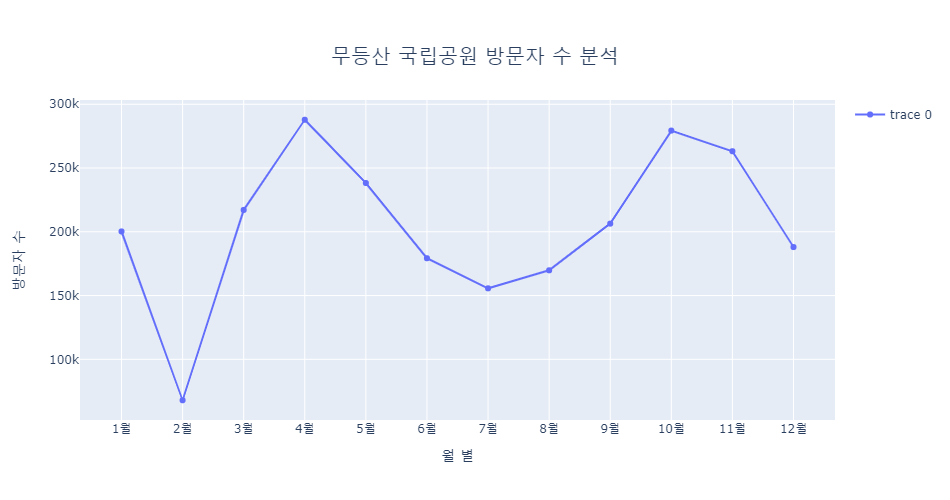 무등산 국립공원 방문자 수 분석
300k
250k
200k
150k
100k
방문자 수
1월
2월
3월
4월
5월
6월
7월
8월
9월
10월
11월
12월
월 별
trace 0